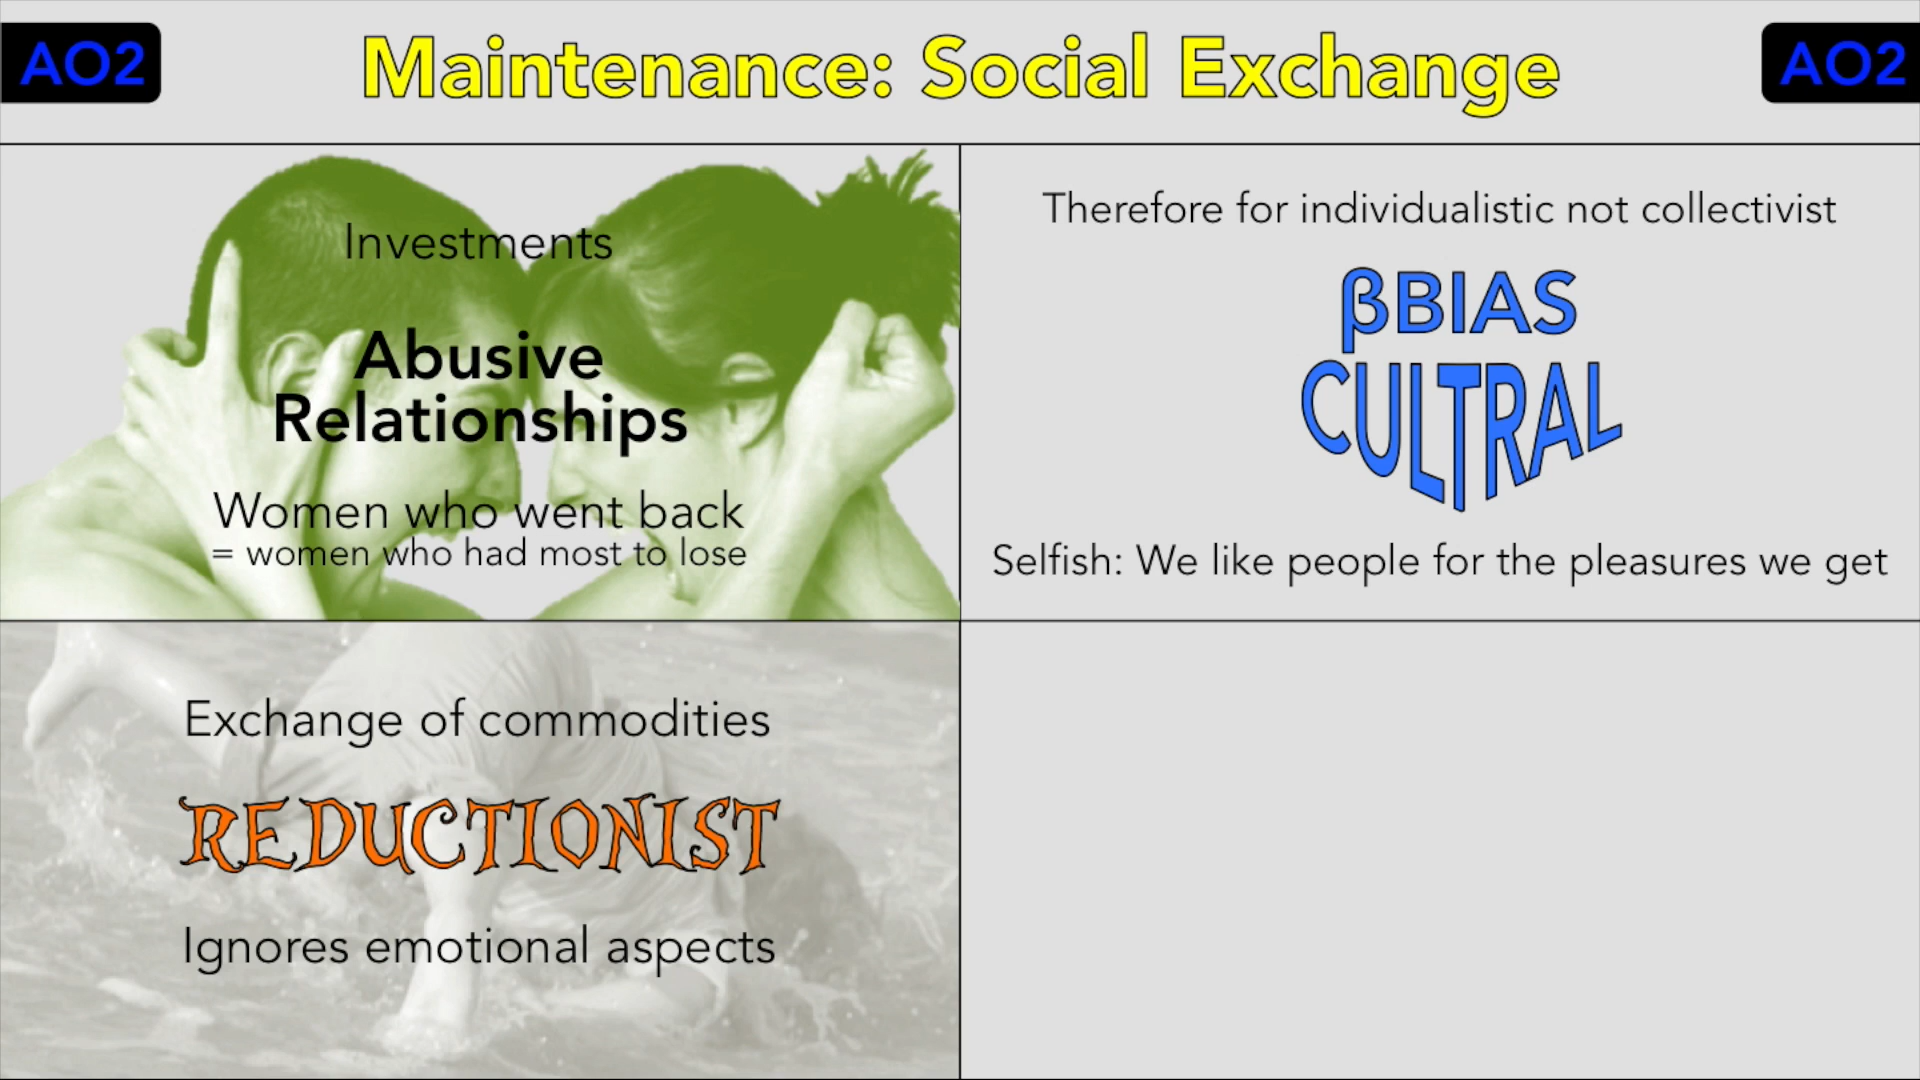 AO2
Maintenance: Social Exchange
AO2
Investments
Abusive
Relationships
Women who went back
= women who had most to lose
Therefore for individualistic not collectivist
βBIAS
CULTRAL
Selfish: We like people for the pleasures we get
Exchange of commodities
REDUCTIONIST
Ignores emotional aspects